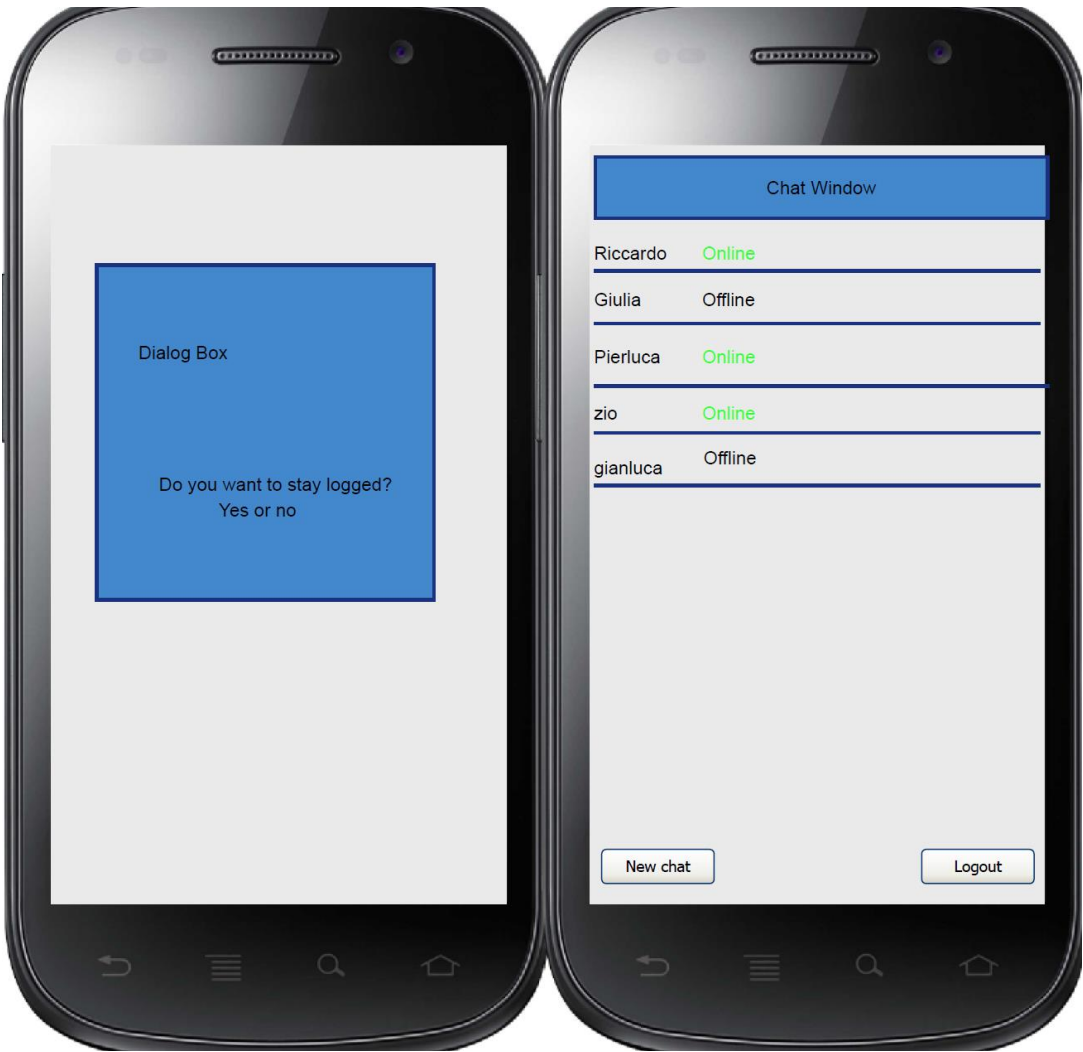 Dialog Box
Do you want to stay logged?
Yes or no
Chat Window
Riccardo Online
Giulia Offline
Pierluca Online
zio Online
gianluca Offline
New chat Logout